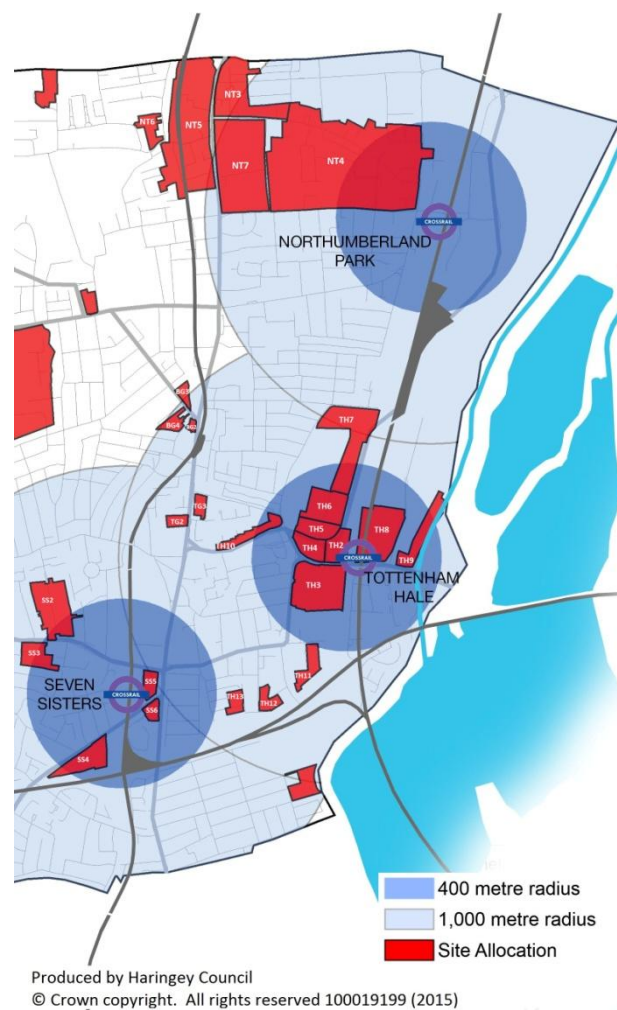 NT3
NT6
NT5
NT4
NT7
CROSSRAIL
NORTHUMBERLAND
PARK
BG4
TH7
TG3
TG2
TH6
TH5
TH8
TH10
TH4
TH2
CROSSRAIL
TH9
TH3
TOTTENHAM
HALE
SS2
SS3
SEVEN
SISTERS
SS5
CROSSRAIL
SS6
TH11
TH13
TH12
SS4
400 metre radius
1,000 metre radius
Site Allocation
Produced by Haringey Council
© Crown copyright. All rights reserved 100019199 (2015)